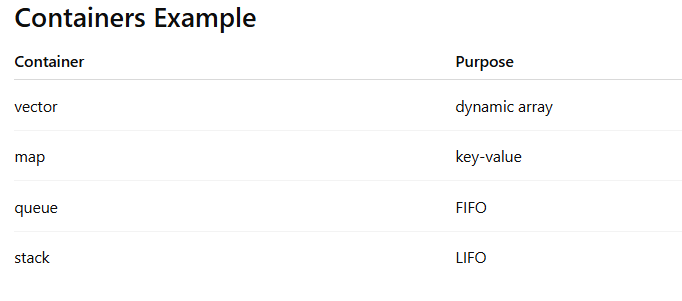 Containers Example
Container Purpose
vector dynamic array
map key-value
queue FIFO
stack LIFO